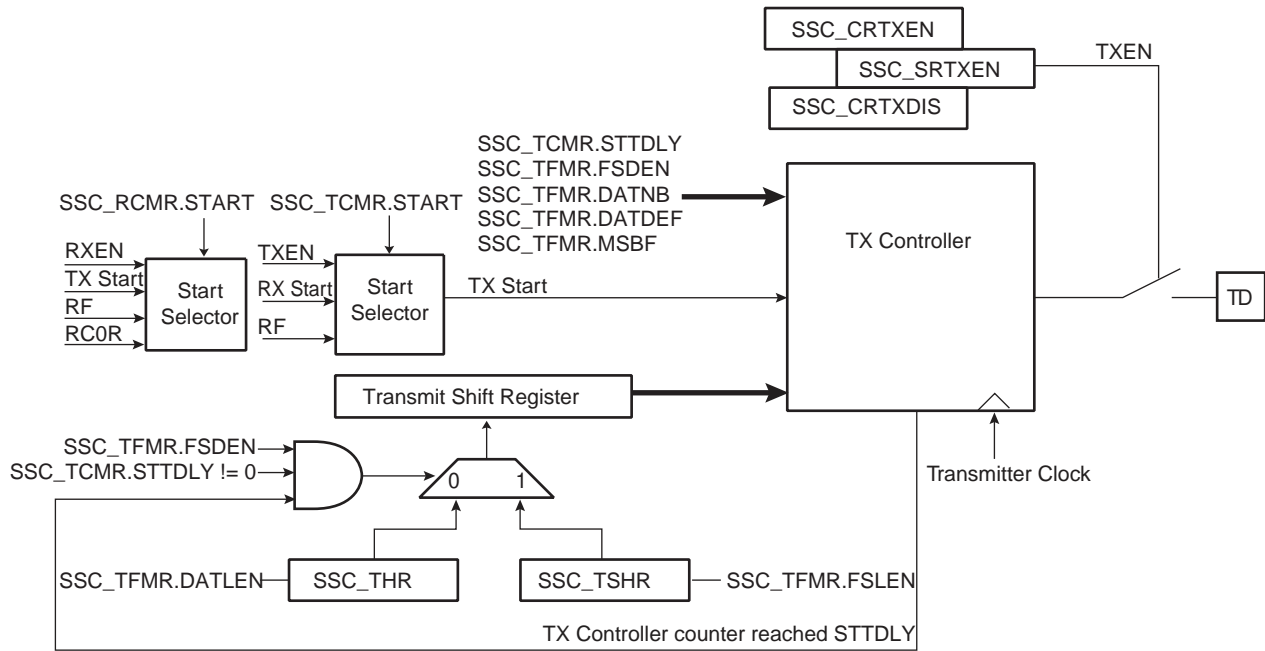 SSC_CRTXEN
SSC_SRTXEN
SSC_CRTXDIS
TXEN
SSC_TCMR.STTDLY
SSC_TFMR.FSDEN
SSC_TFMR.DATNB
SSC_TFMR.DATDEF
SSC_TFMR.MSBF
SSC_RCMR.START
SSC_TCMR.START
RXEN
TX Start
RF
RC0R
Start
Selector
TXEN
RX Start
RF
Start
Selector
TX Start
TX Controller
TD
Transmit Shift Register
Transmitter Clock
SSC_TFMR.FSDEN
SSC_TCMR.STTDLY != 0
0
1
SSC_TFMR.DATLEN
SSC_THR
SSC_TSHR
SSC_TFMR.FSLEN
TX Controller counter reached STTDLY